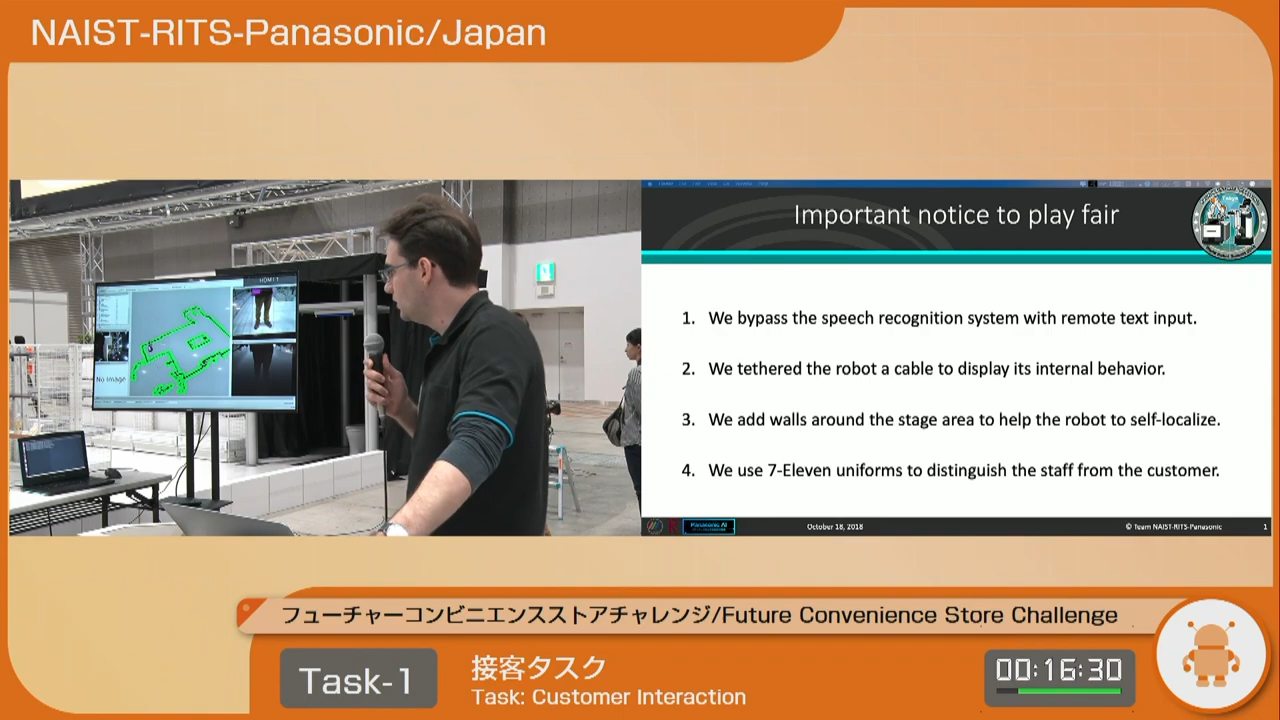 NAIST-RITS-Panasonic/Japan
No Image
Important notice to play fair
1. We bypass the speech recognition system with remote text input.
2. We tethered the robot a cable to display its internal behavior.
3. We add walls around the stage area to help the robot to self-localize.
4. We use 7-Eleven uniforms to distinguish the staff from the customer.
Panasonic AI
October 18, 2018
© Team NAIST-RITS-Panasonic
1
フューチャーコンビニエンスストアチャレンジ/Future Convenience Store Challenge
Task-1
接客タスク
Task: Customer Interaction
00:16:30